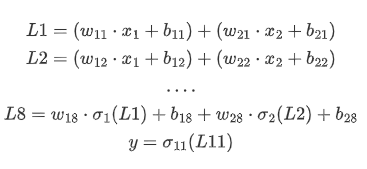 L1 = (w₁₁ · x₁ + b₁₁) + (w₂₁ · x₂ + b₂₁)
L2 = (w₁₂ · x₁ + b₁₂) + (w₂₂ · x₂ + b₂₂)
....
L8 = w₁₈ · σ₁(L1) + b₁₈ + w₂₈ · σ₂(L2) + b₂₈
y = σ₁₁(L11)